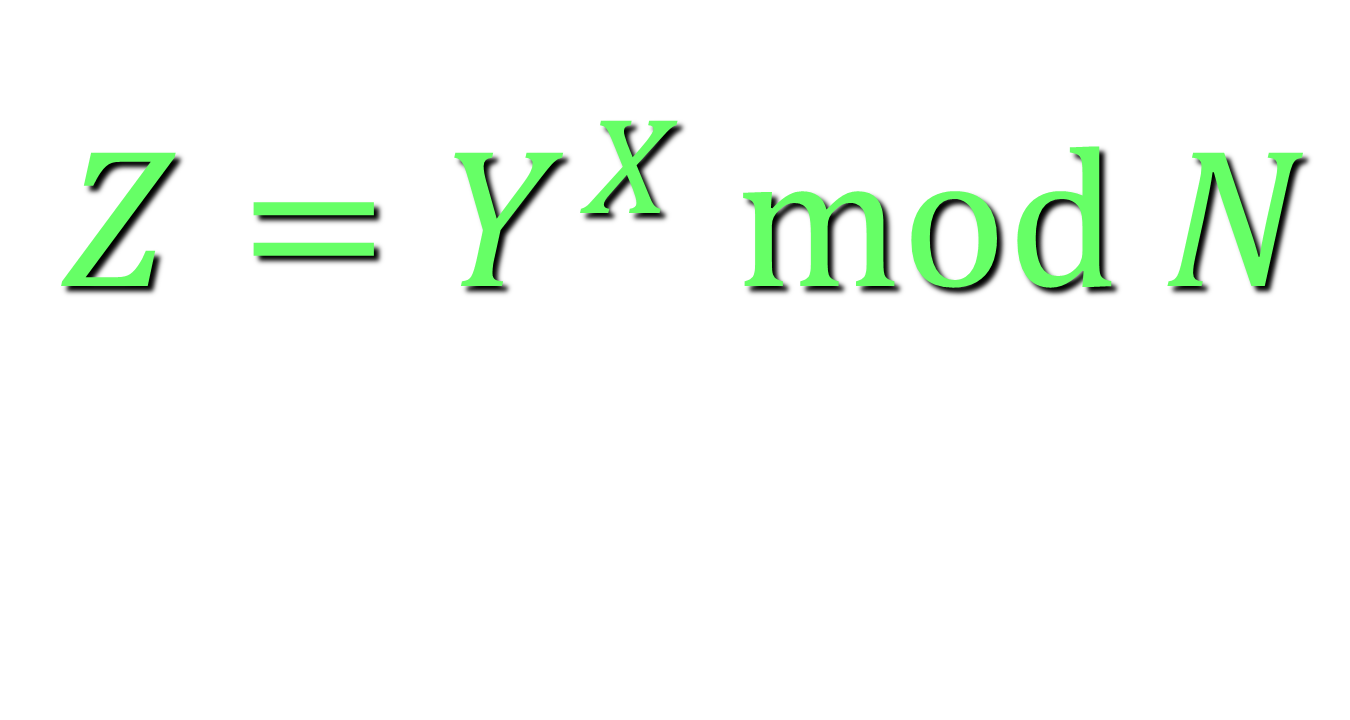 Z = Y^X mod N